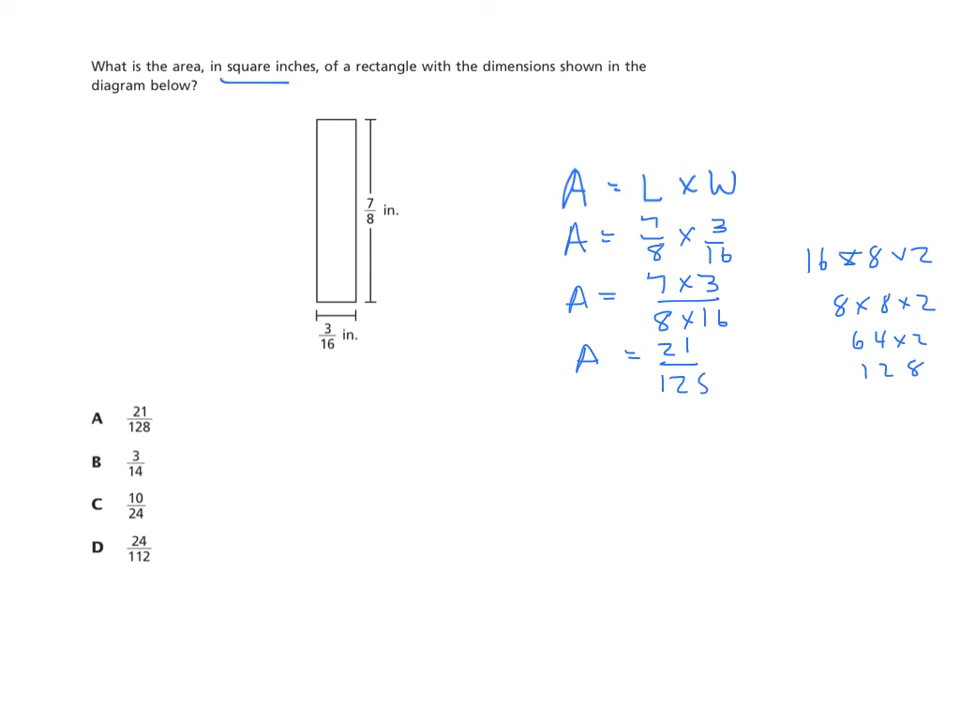 What is the area, in square inches, of a rectangle with the dimensions shown in the
diagram below?
7/8 in.
3/16 in.
A 21/128
B 3/14
C 10/24
D 24/112
A = L × W
A = 7/8 × 3/16
A = 7 × 3 / 8 × 16
A = 21/128
16 = 8 × 2
8 × 8 × 2
64 × 2
128